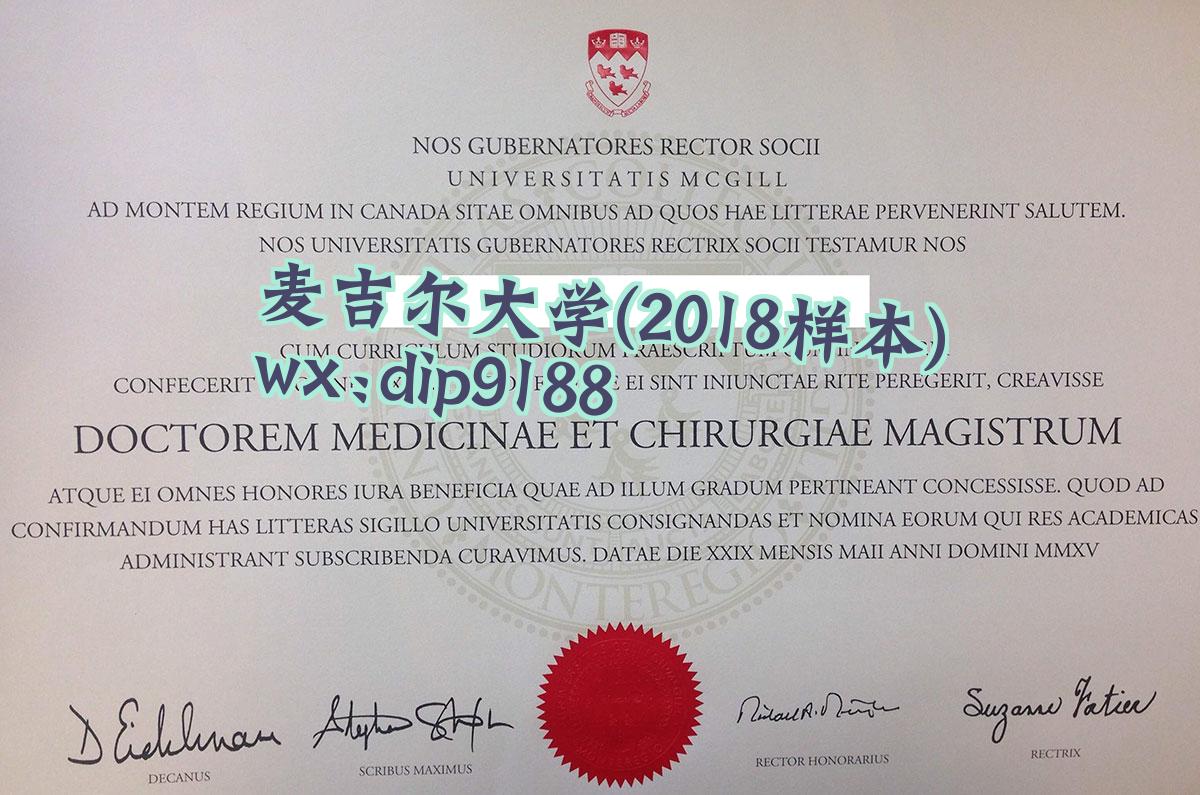 NOS GUBERNATORES RECTOR SOCII
UNIVERSITATIS MCGILL
AD MONTEM REGIUM IN CANADA SITAE OMNIBUS AD QUOS HAE LITTERAE PERVENERINT SALUTEM.
NOS UNIVERSITATIS GUBERNATORES RECTRIX SOCII TESTAMUR NOS
麦吉尔大学(2018样本)
CUM CURRICULUM STUDIORUM
wx:dip9188
CONFECERIT EI SINT INIUNCTAE RITE PEREGERIT, CREAVISSE
DOCTOREM MEDICINAE ET CHIRURGIAE MAGISTRUM
ATQUE EI OMNES HONORES IURA BENEFICIA QUAE AD ILLUM GRADUM PERTINEANT CONCESSISSE. QUOD AD
CONFIRMANDUM HAS LITTERAS SIGILLO UNIVERSITATIS CONSIGNANDAS ET NOMINA EORUM QUI RES ACADEMICAS
ADMINISTRANT SUBSCRIBENDA CURAVIMUS. DATAE DIE XXIX MENSIS MAII ANNI DOMINI MMXV
D Eidelman
Suzanne Fortier
DECANUS
SCRIBUS MAXIMUS
RECTOR HONORARIUS
RECTRIX